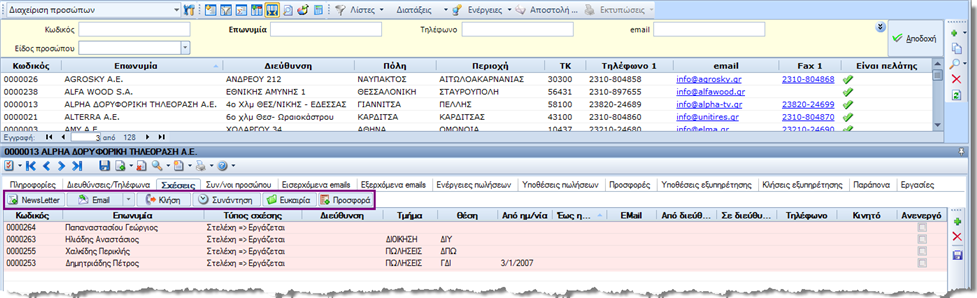 Διαχείριση προσώπων Λίστες Διατάξεις Ενέργειες Αποστολή ... Εκτυπώσεις
Κωδικός Επωνυμία Τηλέφωνο email
Αποδοχή
Είδος προσώπου
Κωδικός Επωνυμία Διεύθυνση Πόλη Περιοχή ΤΚ Τηλέφωνο 1 email Fax 1 Είναι πελάτης
0000026 AGROSKY Α.Ε. ΑΝΔΡΕΟΥ 212 ΝΑΥΠΑΚΤΟΣ ΑΙΤΩΛΟΑΚΑΡΝΑΝΙΑΣ 30300 2310-804858 info@agrosky.gr 2310-804868
0000238 ALFA WOOD S.A. ΕΘΝΙΚΗΣ ΑΜΥΝΗΣ 1 ΘΕΣΣΑΛΟΝΙΚΗ ΣΤΑΥΡΟΥΠΟΛΗ 56431 2310-897655 info@alfawood.gr
0000013 ALPHA ΔΟΡΥΦΟΡΙΚΗ ΤΗΛΕΟΡΑΣΗ Α.Ε. 4ο Χλμ ΘΕΣ/ΝΙΚΗΣ - ΕΔΕΣΣΑΣ ΓΙΑΝΝΙΤΣΑ ΠΕΛΛΗΣ 58100 23820-24689 info@alpha-tv.gr 23820-24699
0000021 ALTERRA Α.Ε. 6ο χλμ Θεσ- Ωραιοκάστρου ΚΑΡΔΙΤΣΑ ΚΑΡΔΙΤΣΑΣ 43100 2310-804860 info@unitires.gr 2310-804870
0000003 AMY Α.Ε. ΧΟΛΑΡΓΟΥ 34 ΑΘΗΝΑ ΟΜΟΝΟΙΑ 10437 23210-24680 info@elma.gr 23210-24690
Εγγραφή: 3 από 128
0000013 ALPHA ΔΟΡΥΦΟΡΙΚΗ ΤΗΛΕΟΡΑΣΗ Α.Ε.
Πληροφορίες Διευθύνσεις/Τηλέφωνα Σχέσεις Συν/νοι προσώπου Εισερχόμενα emails Εξερχόμενα emails Ενέργειες πωλήσεων Υποθέσεις πωλήσεων Προσφορές Υποθέσεις εξυπηρέτησης Κλήσεις εξυπηρέτησης Παράπονα Εργασίες
NewsLetter Email Κλήση Συνάντηση Ευκαιρία Προσφορά
Κωδικός Επωνυμία Τύπος σχέσης Διεύθυνση Τμήμα Θέση Από ημ/νία Έως η... EMail Από διεύθ... Σε διεύθ... Τηλέφωνο Κινητό Ανενεργό
0000264 Παπαναστασίου Γεώργιος Στελέχη => Εργάζεται
0000263 Ηλιάδης Αναστάσιος Στελέχη => Εργάζεται ΔΙΟΙΚΗΣΗ ΔΙΥ
0000255 Χαλκίδης Περικλής Στελέχη => Εργάζεται ΠΩΛΗΣΕΙΣ ΔΠΩ
0000253 Δημητριάδης Πέτρος Στελέχη => Εργάζεται ΠΩΛΗΣΕΙΣ ΓΔΙ 3/1/2007